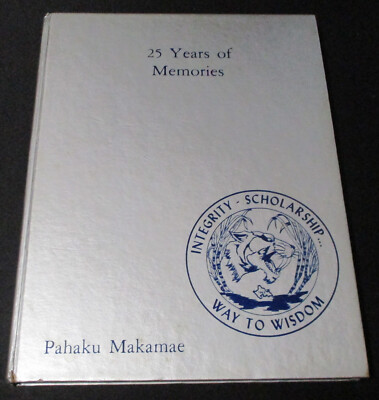 25 Years of
Memories
INTEGRITY - SCHOLARSHIP...
WAY TO WISDOM
Pahaku Makamae